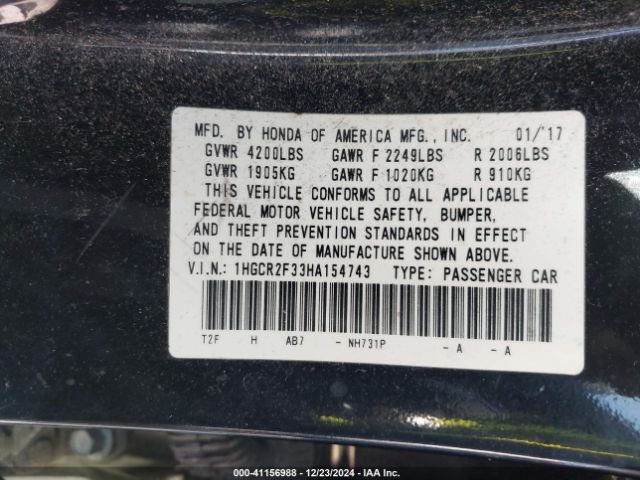 MFD. BY HONDA OF AMERICA MFG., INC. 01/'17
GVWR 4200LBS GAWR F 2249LBS R 2006LBS
GVWR 1905KG GAWR F 1020KG R 910KG
THIS VEHICLE CONFORMS TO ALL APPLICABLE
FEDERAL MOTOR VEHICLE SAFETY, BUMPER,
AND THEFT PREVENTION STANDARDS IN EFFECT
ON THE DATE OF MANUFACTURE SHOWN ABOVE.
V.I.N.: 1HGCR2F33HA154743 TYPE: PASSENGER CAR
T2F H AB7 - NH731P - A - A
000-41156988 - 12/23/2024 - IAA Inc.